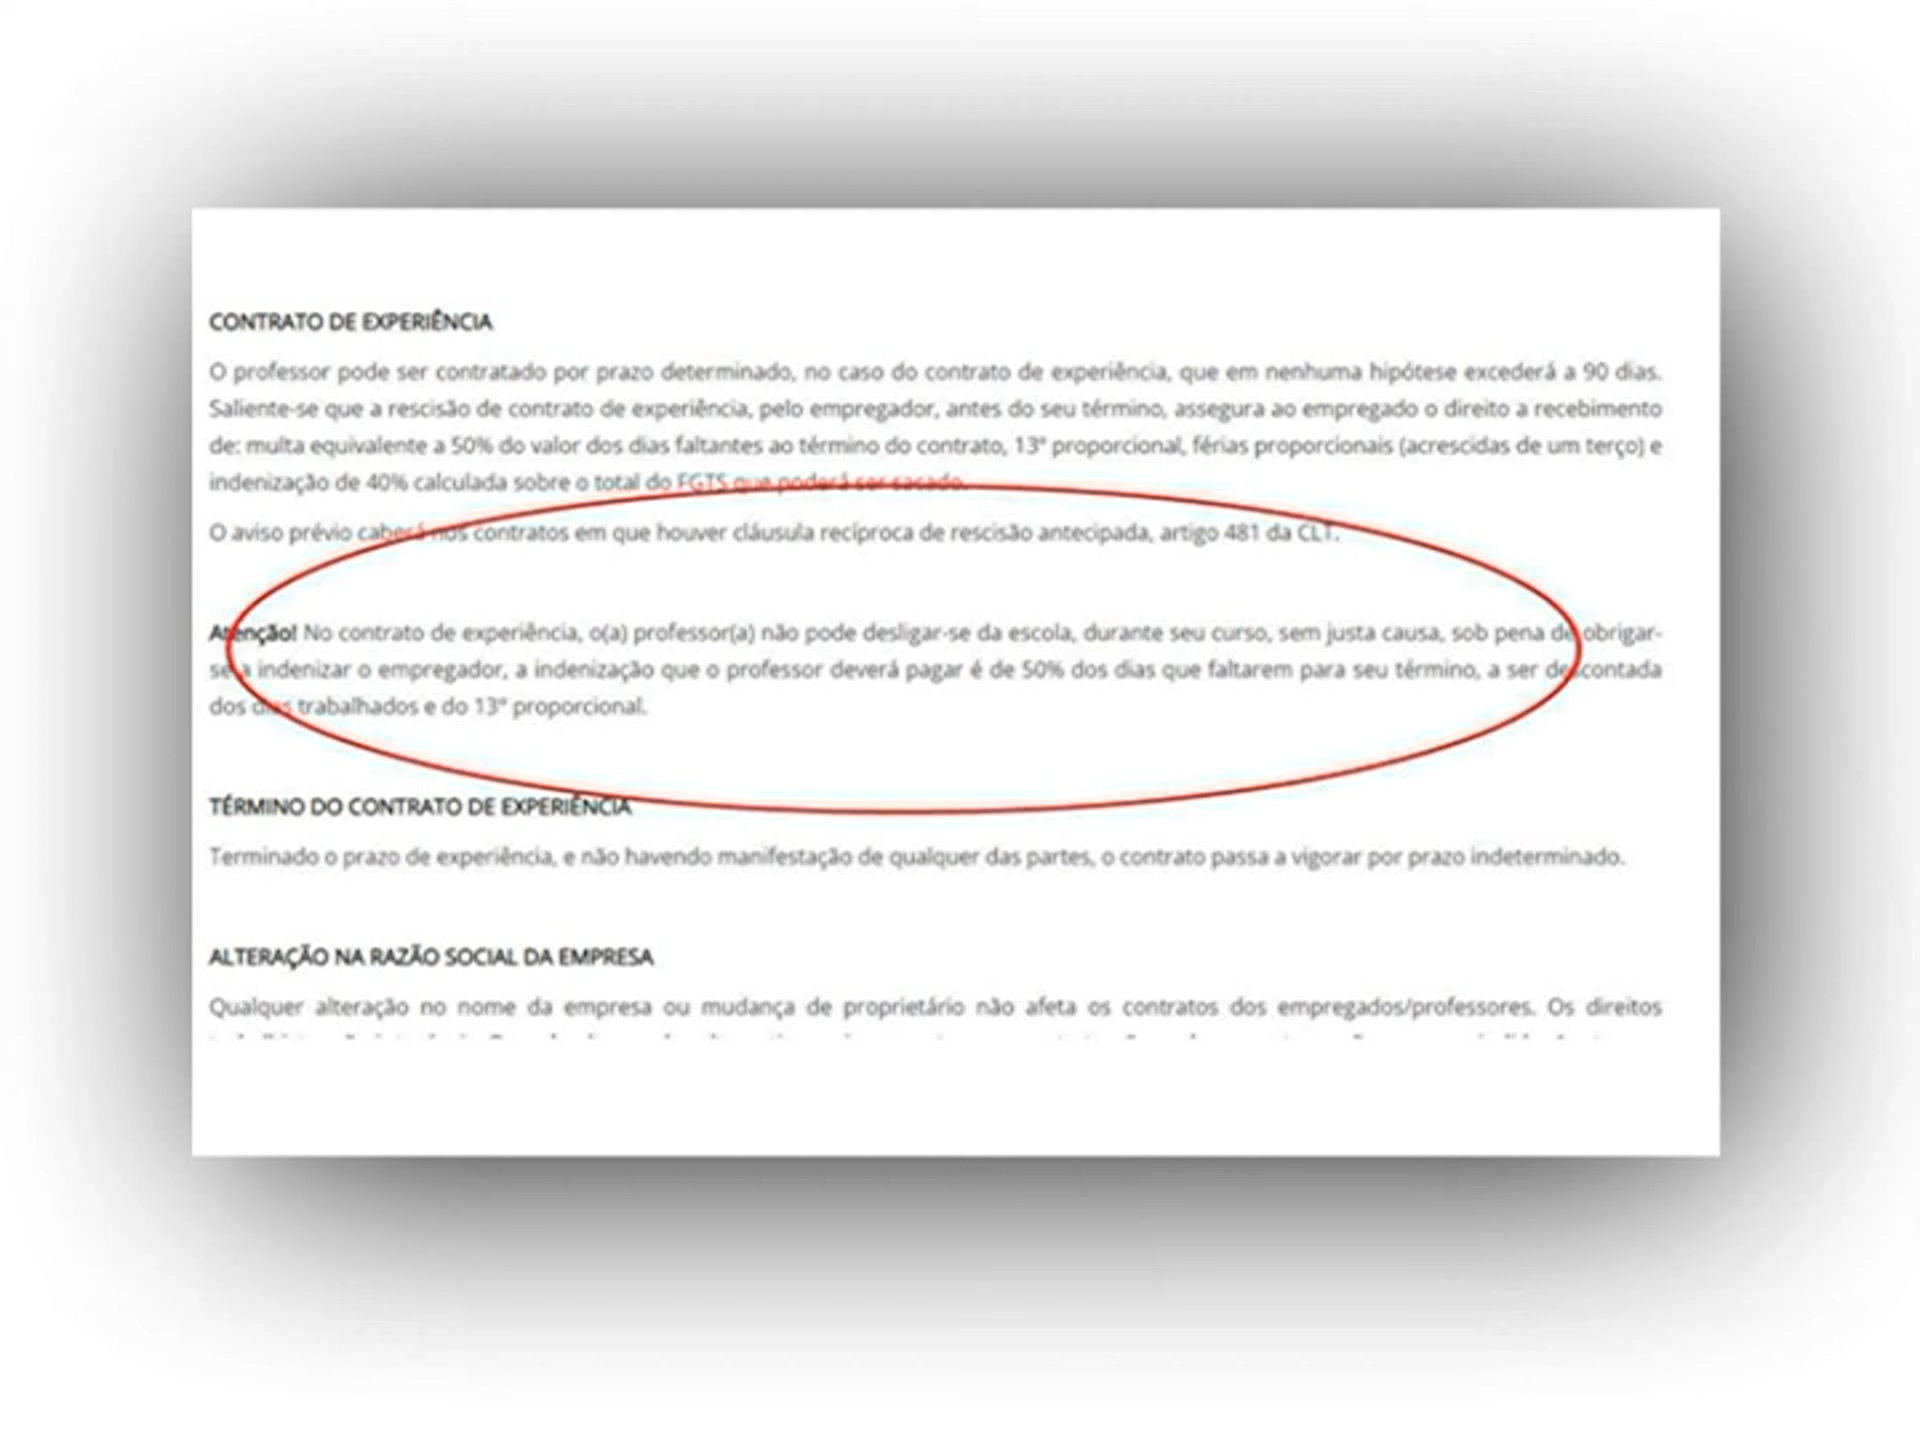 CONTRATO DE EXPERIÊNCIA
O professor pode ser contratado por prazo determinado, no caso do contrato de experiência, que em nenhuma hipótese excederá a 90 dias.
Saliente-se que a rescisão de contrato de experiência, pelo empregador, antes do seu término, assegura ao empregado o direito a recebimento
de: multa equivalente a 50% do valor dos dias faltantes ao término do contrato, 13º proporcional, férias proporcionais (acrescidas de um terço) e
indenização de 40% calculada sobre o total do FGTS que poderá ser sacado.
O aviso prévio caberá nos contratos em que houver cláusula recíproca de rescisão antecipada, artigo 481 da CLT.
Atenção! No contrato de experiência, o(a) professor(a) não pode desligar-se da escola, durante seu curso, sem justa causa, sob pena de obrigar-
se a indenizar o empregador, a indenização que o professor deverá pagar é de 50% dos dias que faltarem para seu término, a ser descontada
dos dias trabalhados e do 13º proporcional.
TÉRMINO DO CONTRATO DE EXPERIÊNCIA
Terminado o prazo de experiência, e não havendo manifestação de qualquer das partes, o contrato passa a vigorar por prazo indeterminado.
ALTERAÇÃO NA RAZÃO SOCIAL DA EMPRESA
Qualquer alteração no nome da empresa ou mudança de proprietário não afeta os contratos dos empregados/professores. Os direitos